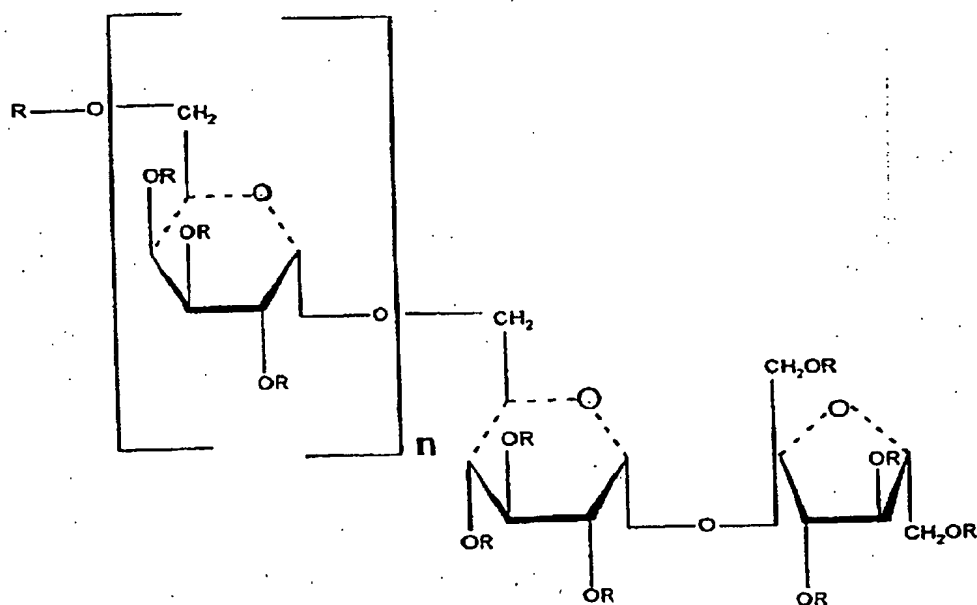 R—O CH₂
OR O
OR
O CH₂
OR
CH₂OR
O O
n OR OR
O
OR CH₂OR
OR OR